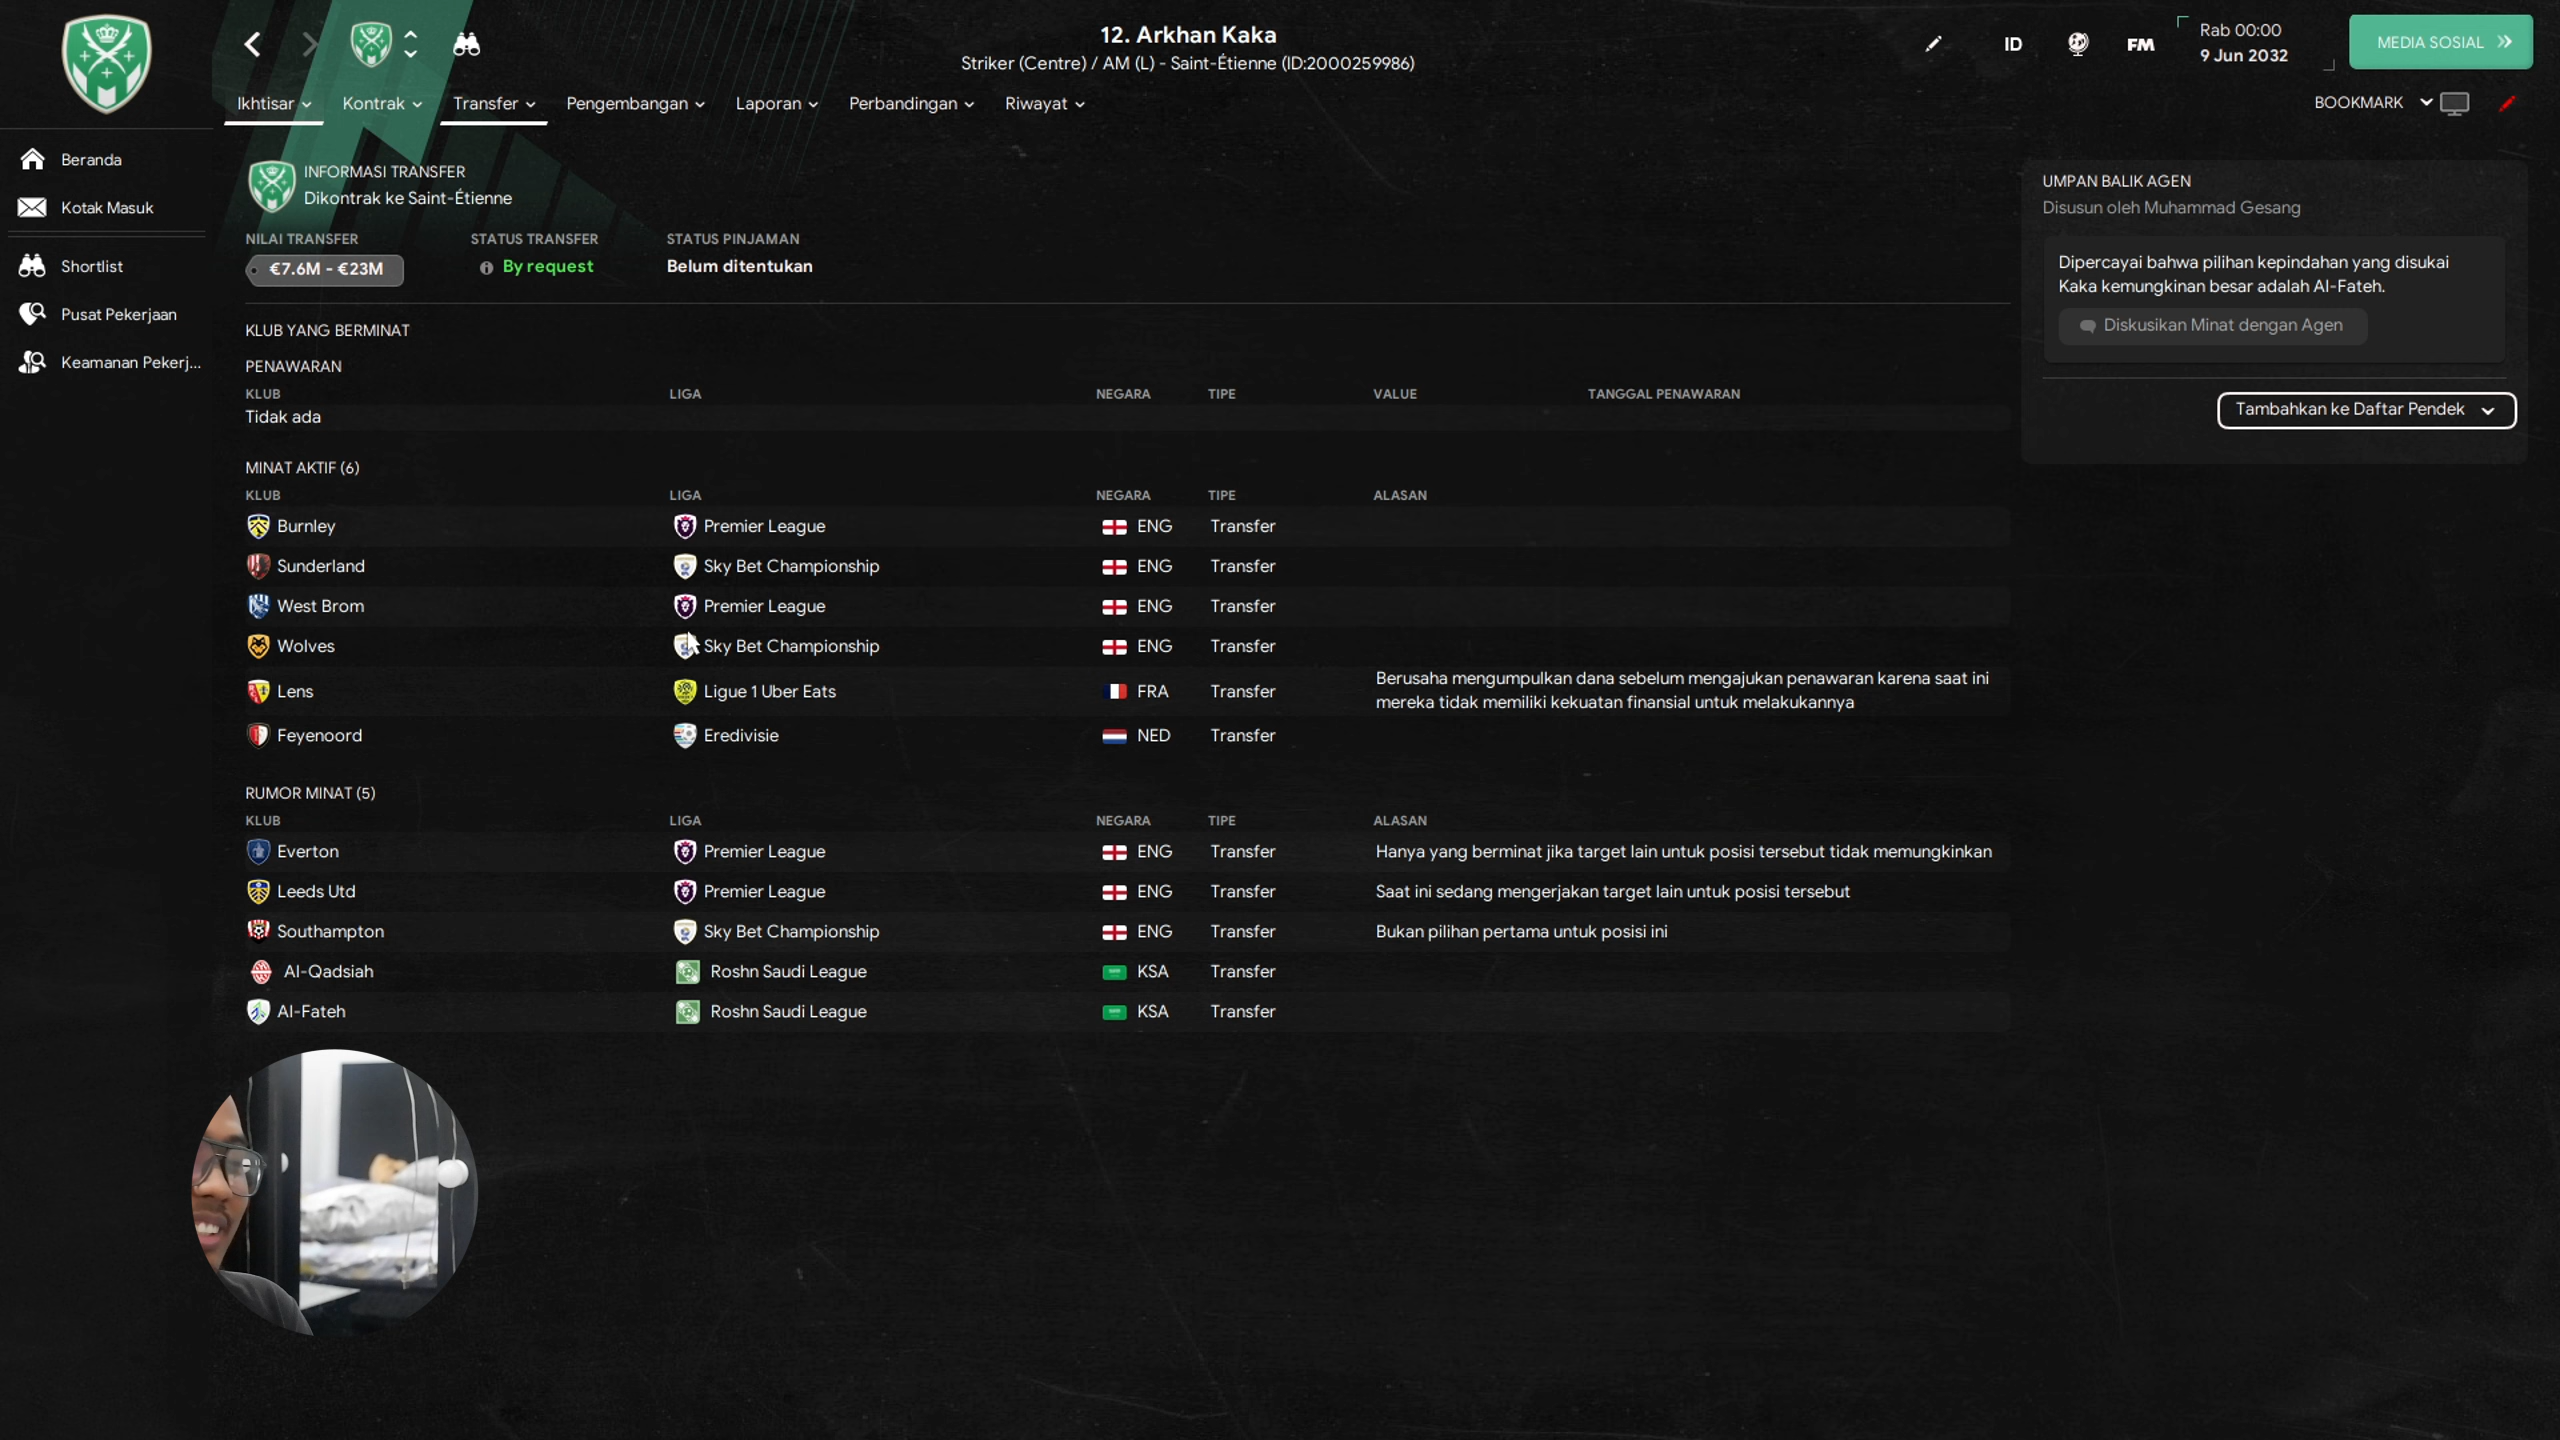 12. Arkhan Kaka
Striker (Centre) / AM (L) - Saint-Étienne (ID:2000259986)
ID
FM
Rab 00:00
9 Jun 2032
MEDIA SOSIAL
Ikhtisar
Kontrak
Transfer
Pengembangan
Laporan
Perbandingan
Riwayat
BOOKMARK
Beranda
Kotak Masuk
Shortlist
Pusat Pekerjaan
Keamanan Pekerj...
INFORMASI TRANSFER
Dikontrak ke Saint-Étienne
NILAI TRANSFER STATUS TRANSFER STATUS PINJAMAN
€7.6M - €23M By request Belum ditentukan
KLUB YANG BERMINAT
PENAWARAN
KLUB LIGA NEGARA TIPE VALUE TANGGAL PENAWARAN
Tidak ada
MINAT AKTIF (6)
KLUB LIGA NEGARA TIPE ALASAN
Burnley Premier League ENG Transfer
Sunderland Sky Bet Championship ENG Transfer
West Brom Premier League ENG Transfer
Wolves Sky Bet Championship ENG Transfer
Lens Ligue 1 Uber Eats FRA Transfer Berusaha mengumpulkan dana sebelum mengajukan penawaran karena saat ini
mereka tidak memiliki kekuatan finansial untuk melakukannya
Feyenoord Eredivisie NED Transfer
RUMOR MINAT (5)
KLUB LIGA NEGARA TIPE ALASAN
Everton Premier League ENG Transfer Hanya yang berminat jika target lain untuk posisi tersebut tidak memungkinkan
Leeds Utd Premier League ENG Transfer Saat ini sedang mengerjakan target lain untuk posisi tersebut
Southampton Sky Bet Championship ENG Transfer Bukan pilihan pertama untuk posisi ini
Al-Qadsiah Roshn Saudi League KSA Transfer
Al-Fateh Roshn Saudi League KSA Transfer
UMPAN BALIK AGEN
Disusun oleh Muhammad Gesang
Dipercayai bahwa pilihan kepindahan yang disukai
Kaka kemungkinan besar adalah Al-Fateh.
Diskusikan Minat dengan Agen
Tambahkan ke Daftar Pendek